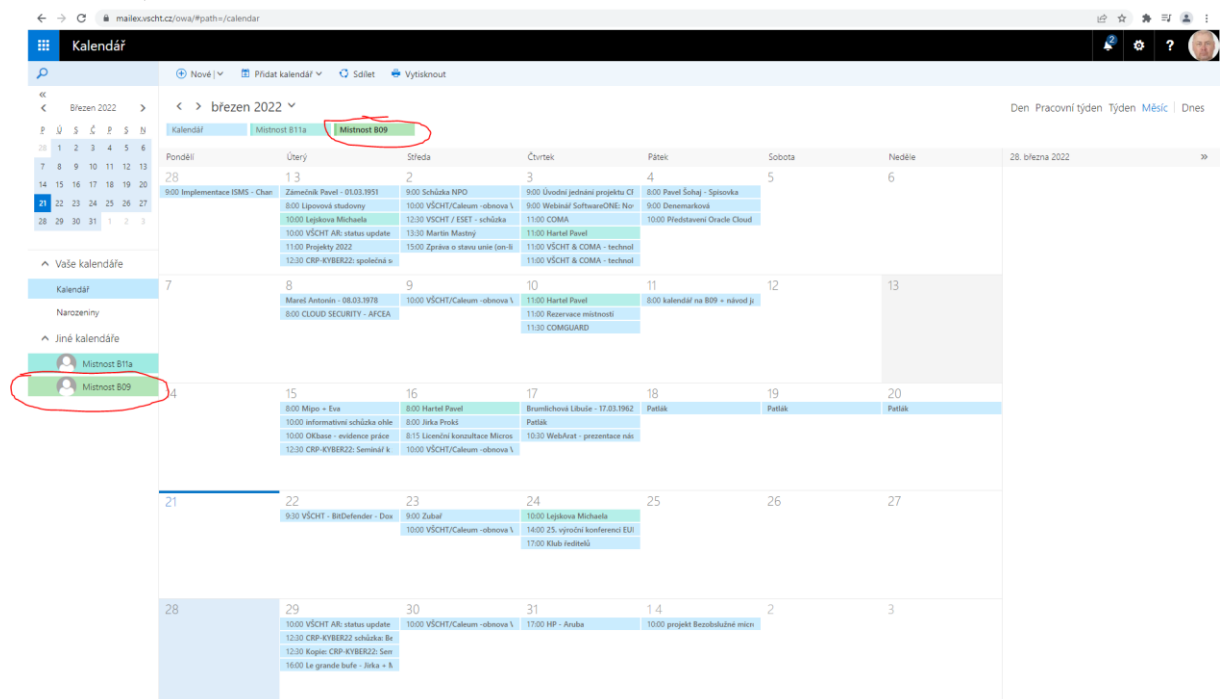 mailex.vscht.cz/owa/#path=/calendar
Kalendář
2
?
Nové
Přidat kalendář
Sdílet
Vytisknout
«
< Březen 2022 >
P Ú S Č P S N
28 1 2 3 4 5 6
7 8 9 10 11 12 13
14 15 16 17 18 19 20
21 22 23 24 25 26 27
28 29 30 31 1 2 3
Vaše kalendáře
Kalendář
Narozeniny
Jiné kalendáře
Místnost B11a
Místnost B09
< > březen 2022
Den Pracovní týden Týden Měsíc Dnes
Kalendář Místnost B11a Místnost B09
Pondělí Úterý Středa Čtvrtek Pátek Sobota Neděle
28. března 2022 »
28
9:00 Implementace ISMS - Chan
1 3
Zámečník Pavel - 01.03.1951
8:00 Lipovová studovny
10:00 Lejskova Michaela
10:00 VŠCHT AR: status update
11:00 Projekty 2022
12:30 CRP-KYBER22: společná s
2
9:00 Schůzka NPO
10:00 VŠCHT/Caleum -obnova V
12:30 VSCHT / ESET - schůzka
13:30 Martin Mastný
15:00 Zpráva o stavu unie (on-li
3
9:00 Úvodní jednání projektu
9:00 Webinář SoftwareONE:
11:00 COMA
11:00 Hartel Pavel
11:00 VŠCHT & COMA - technol
11:00 VŠCHT & COMA - technol
4
8:00 Pavel Šohaj - Spisovka
9:00 Denemarková
10:00 Představení Oracle Cloud
5
6
7
8
Mareš Antonín - 08.03.1978
8:00 CLOUD SECURITY - AFCEA
9
10:00 VŠCHT/Caleum -obnova V
10
11:00 Hartel Pavel
11:00 Rezervace místností
11:30 COMGUARD
11
8:00 kalendář na B09 + návod
12
13
14
15
8:00 Mipo + Eva
10:00 informativní schůzka ohle
10:00 OKbase - evidence práce
12:30 CRP-KYBER22: Seminář k
16
8:00 Hartel Pavel
8:00 Jirka Prokš
8:15 Licenční konzultace Micros
10:00 VŠCHT/Caleum -obnova V
17
Brumlichová Libuše - 17.03.1962
Patlák
10:30 WebArat - prezentace
18
Patlák
19
Patlák
20
Patlák
21
22
9:30 VŠCHT - BitDefender - Dox
23
9:00 Zubař
10:00 VŠCHT/Caleum -obnova V
24
10:00 Lejskova Michaela
14:00 25. výroční konferenci EUI
17:00 Klub ředitelů
25
26
27
28
29
10:00 VŠCHT AR: status update
12:30 CRP-KYBER22 schůzka: Be
12:30 Kopie: CRP-KYBER22: Sem
16:00 Le grande bufe - Jirka +
30
10:00 VŠCHT/Caleum -obnova V
31
17:00 HP - Aruba
1 4
10:00 projekt Bezobslužné micr
2
3